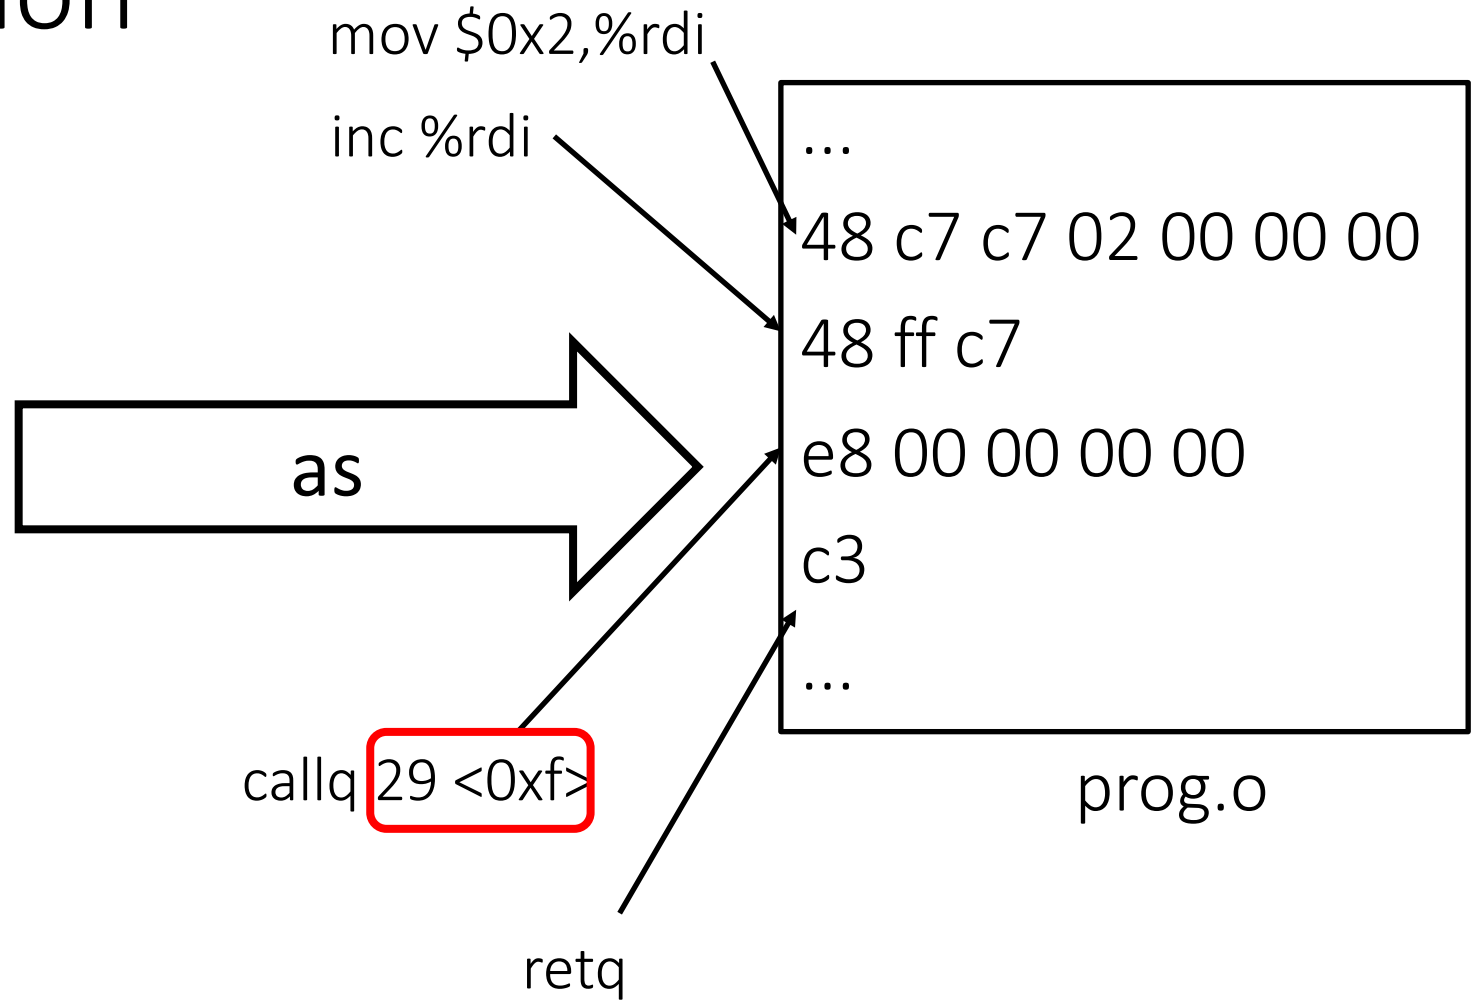 mov $0x2,%rdi
inc %rdi
...
48 c7 c7 02 00 00 00
48 ff c7
e8 00 00 00 00
c3
...
as
callq 29 <0xf>
prog.o
retq